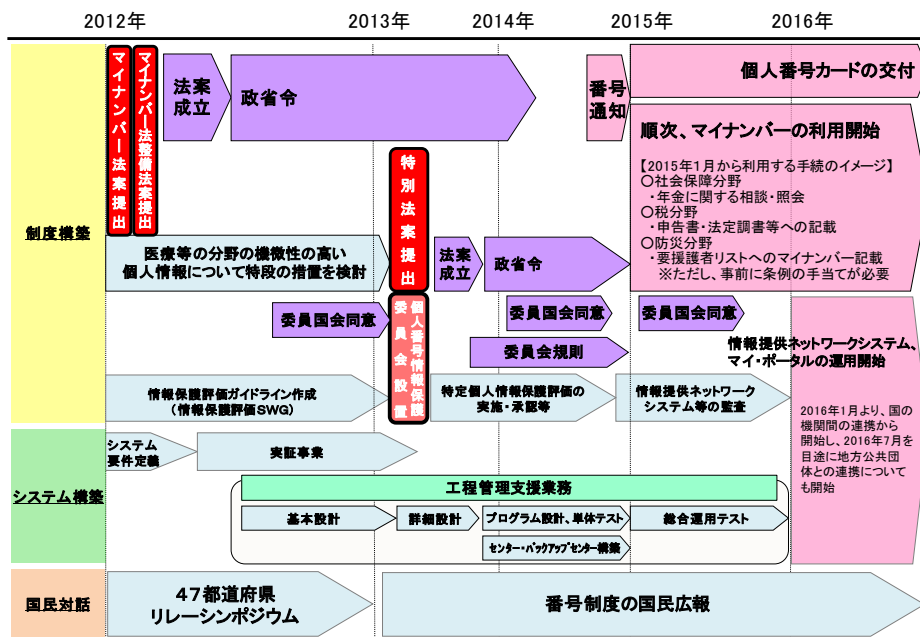 2012年
2013年
2014年
2015年
2016年
制度構築
マイナンバー法案提出
マイナンバー法整備法案提出
法案
成立
政省令
番号
通知
個人番号カードの交付
順次、マイナンバーの利用開始
【2015年1月から利用する手続のイメージ】
○社会保障分野
・年金に関する相談・照会
○税分野
・申告書・法定調書等への記載
○防災分野
・要援護者リストへのマイナンバー記載
※ただし、事前に条例の手当てが必要
特別法案提出
医療等の分野の機微性の高い
個人情報について特段の措置を検討
法案
成立
政省令
委員国会同意
個人番号情報保護
委員会設置
委員国会同意
委員国会同意
委員会規則
情報提供ネットワークシステム、
マイ・ポータルの運用開始
情報保護評価ガイドライン作成
(情報保護評価SWG)
特定個人情報保護評価の
実施・承認等
情報提供ネットワーク
システム等の監査
2016年1月より、国の
機関間の連携から
開始し、2016年7月を
目途に地方公共団
体との連携について
も開始
システム構築
システム
要件定義
実証事業
工程管理支援業務
基本設計
詳細設計
プログラム設計、単体テスト
総合運用テスト
センター・バックアップセンター構築
国民対話
47都道府県
リレーシンポジウム
番号制度の国民広報